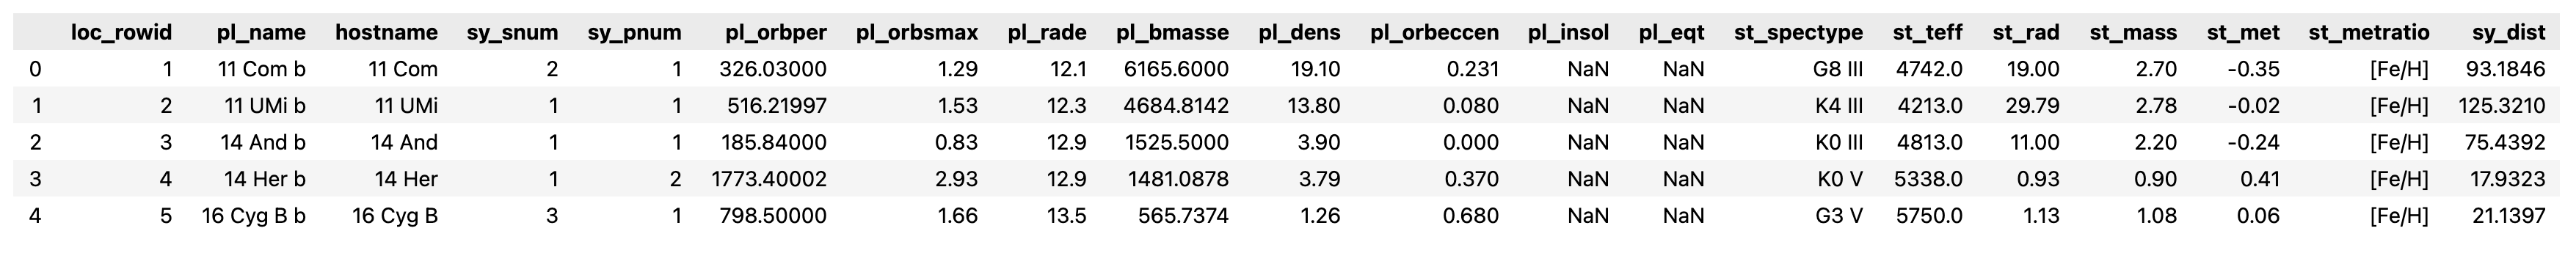 loc_rowid pl_name hostname sy_snum sy_pnum pl_orbper pl_orbsmax pl_rade pl_bmasse pl_dens pl_orbeccen pl_insol pl_eqt st_spectype st_teff st_rad st_mass st_met st_metratio sy_dist
0 1 11 Com b 11 Com 2 1 326.03000 1.29 12.1 6165.6000 19.10 0.231 NaN NaN G8 III 4742.0 19.00 2.70 -0.35 [Fe/H] 93.1846
1 2 11 UMi b 11 UMi 1 1 516.21997 1.53 12.3 4684.8142 13.80 0.080 NaN NaN K4 III 4213.0 29.79 2.78 -0.02 [Fe/H] 125.3210
2 3 14 And b 14 And 1 1 185.84000 0.83 12.9 1525.5000 3.90 0.000 NaN NaN K0 III 4813.0 11.00 2.20 -0.24 [Fe/H] 75.4392
3 4 14 Her b 14 Her 1 2 1773.40002 2.93 12.9 1481.0878 3.79 0.370 NaN NaN K0 V 5338.0 0.93 0.90 0.41 [Fe/H] 17.9323
4 5 16 Cyg B b 16 Cyg B 3 1 798.50000 1.66 13.5 565.7374 1.26 0.680 NaN NaN G3 V 5750.0 1.13 1.08 0.06 [Fe/H] 21.1397